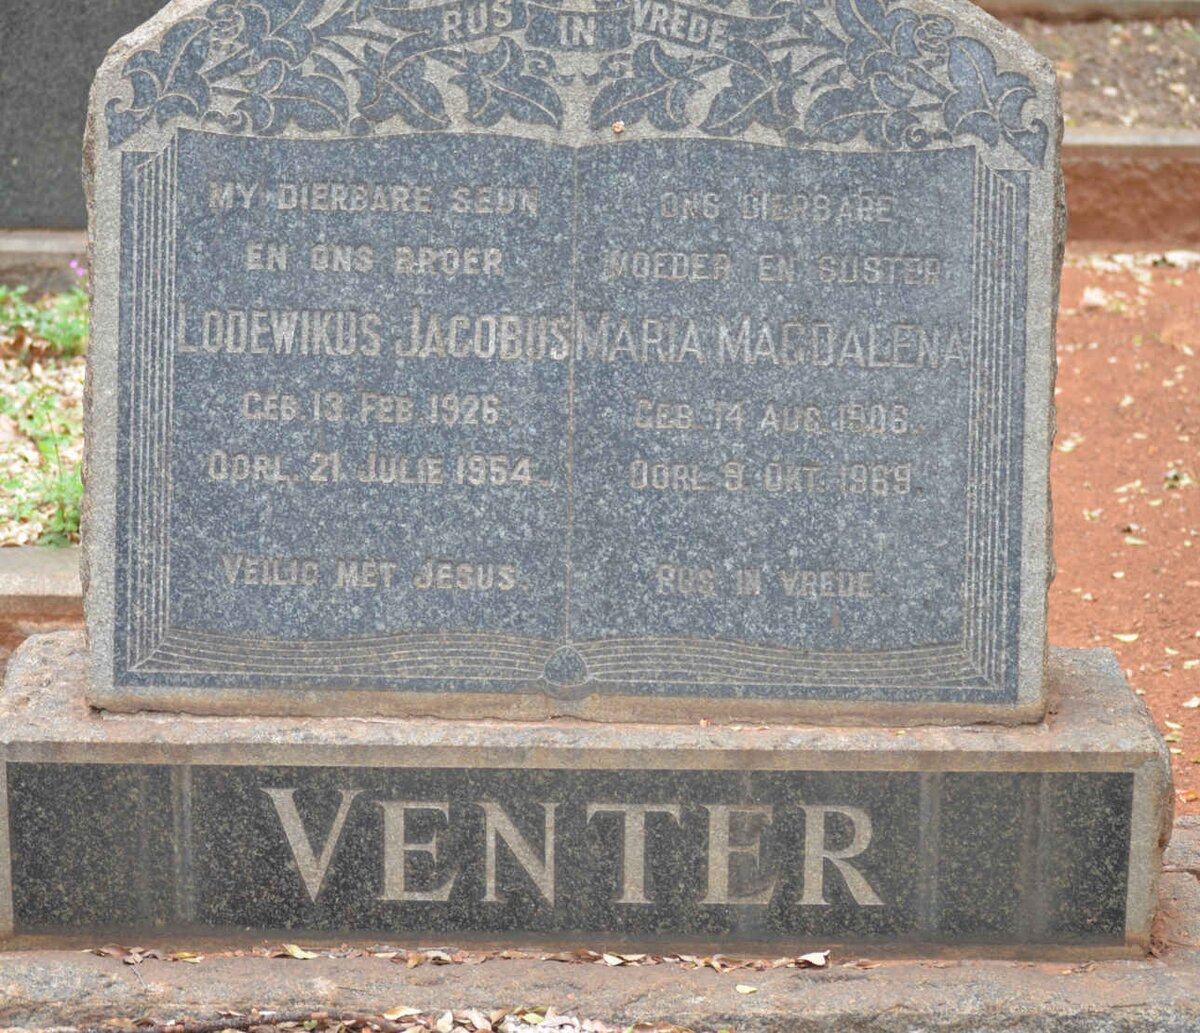 RUS IN VREDE
MY DIERBARE SEUN
EN ONS BROER
LODEWIKUS JACOBUS
GEB. 13 FEB. 1926.
OORL. 21 JULIE 1954.
VEILIG MET JESUS.
ONS DIERBARE
MOEDER EN SUSTER
MARIA MAGDALENA
GEB. 14 AUG. 1906.
OORL. 9. OKT. 1969.
RUS IN VREDE
VENTER